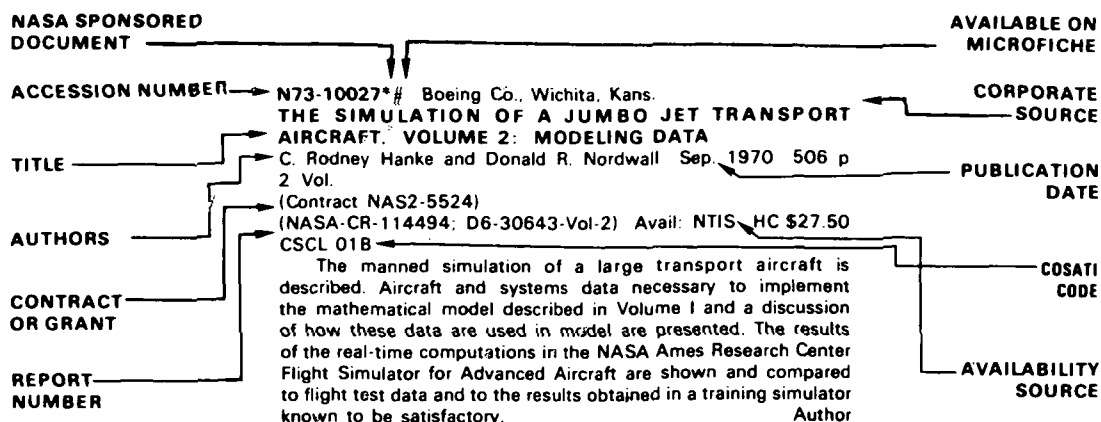 NASA SPONSORED
DOCUMENT
AVAILABLE ON
MICROFICHE
ACCESSION NUMBER
N73-10027*# Boeing Co., Wichita, Kans.
CORPORATE
SOURCE
THE SIMULATION OF A JUMBO JET TRANSPORT
AIRCRAFT. VOLUME 2: MODELING DATA
TITLE
C. Rodney Hanke and Donald R. Nordwall Sep. 1970 506 p
2 Vol.
PUBLICATION
DATE
(Contract NAS2-5524)
(NASA-CR-114494; D6-30643-Vol-2) Avail: NTIS HC $27.50
AUTHORS
CSCL 01B
COSATI
CODE
The manned simulation of a large transport aircraft is
described. Aircraft and systems data necessary to implement
CONTRACT
OR GRANT
the mathematical model described in Volume I and a discussion
of how these data are used in model are presented. The results
of the real-time computations in the NASA Ames Research Center
REPORT
NUMBER
Flight Simulator for Advanced Aircraft are shown and compared
AVAILABILITY
SOURCE
to flight test data and to the results obtained in a training simulator
known to be satisfactory. Author